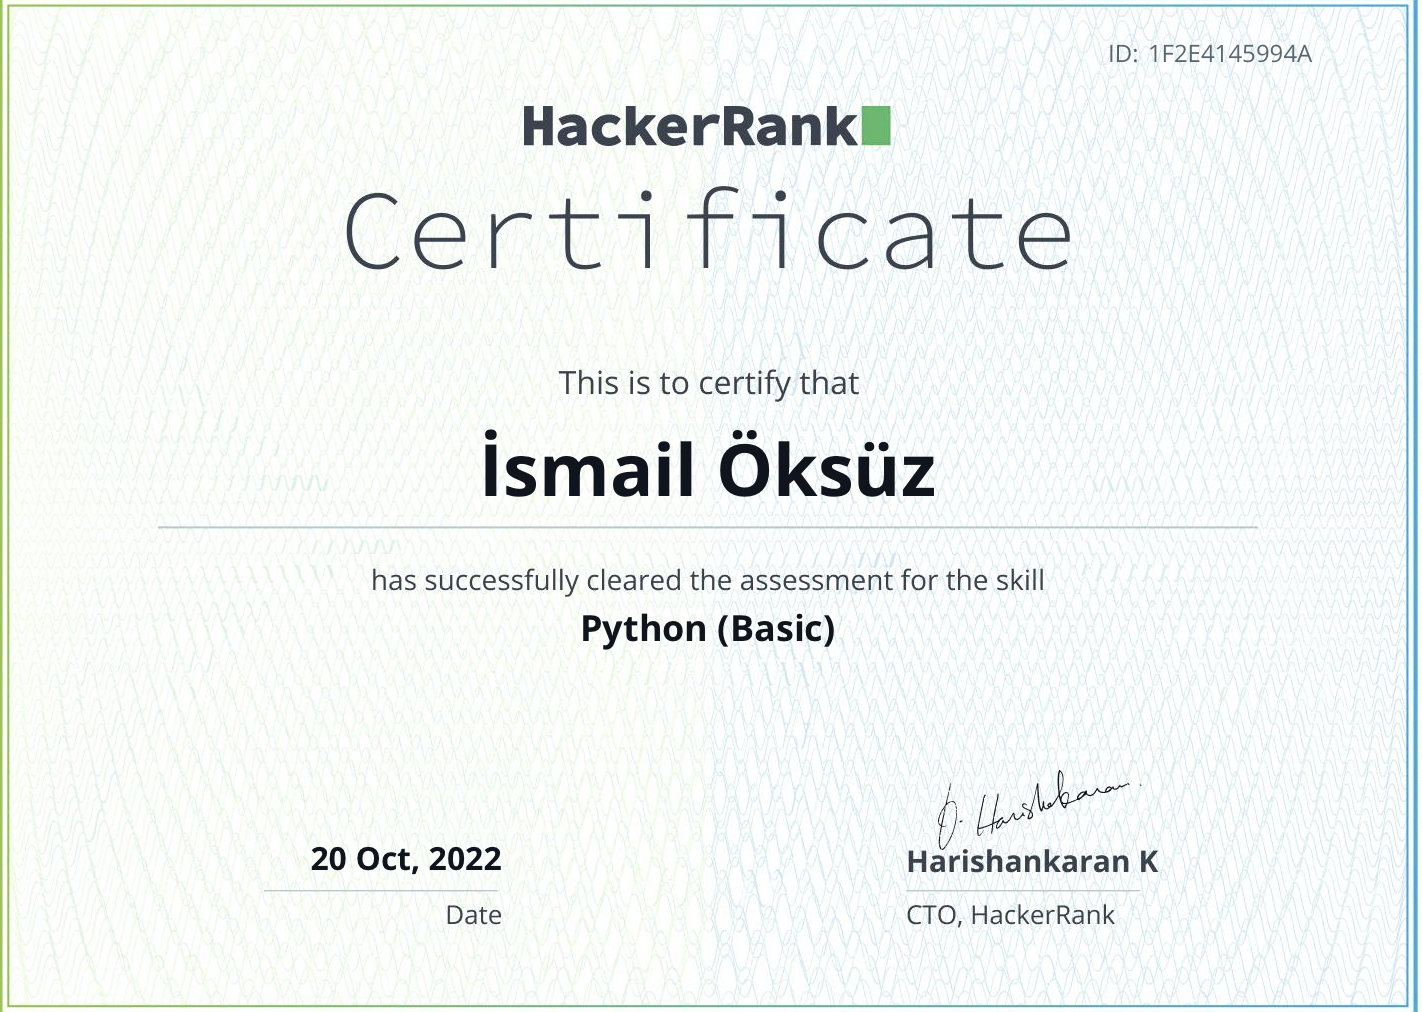 ID: 1F2E4145994A
HackerRank
Certificate
This is to certify that
İsmail Öksüz
has successfully cleared the assessment for the skill
Python (Basic)
20 Oct, 2022
Date
Harishankaran K
CTO, HackerRank